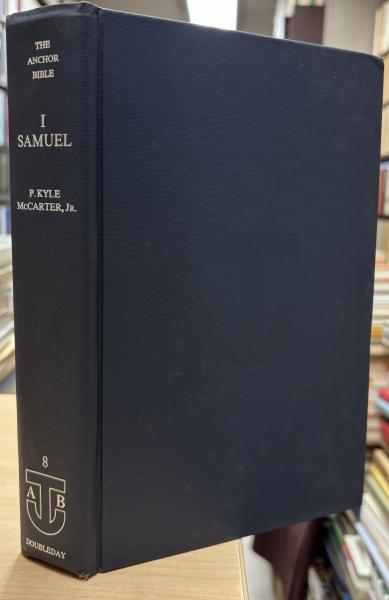 THE
ANCHOR
BIBLE
I
SAMUEL
P. KYLE
McCARTER, JR.
8
A B
DOUBLEDAY